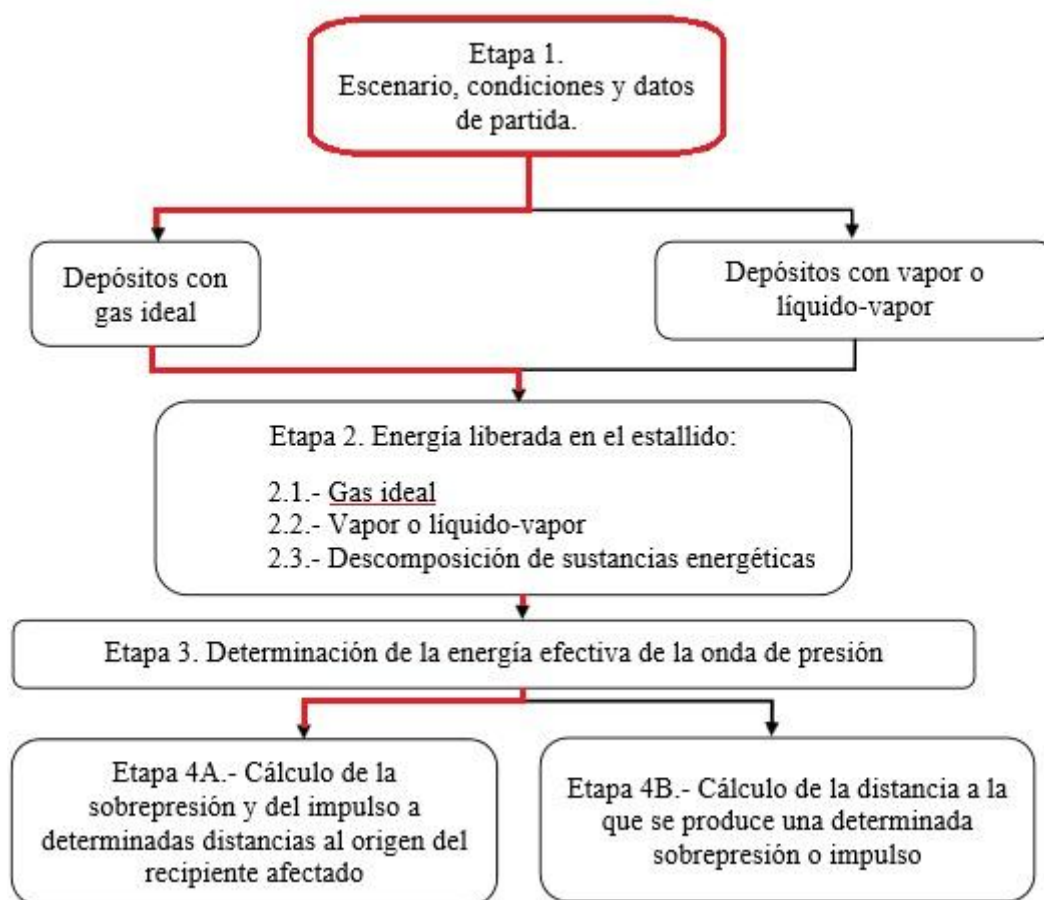 Etapa 1.
Escenario, condiciones y datos
de partida.
Depósitos con
gas ideal
Depósitos con vapor o
líquido-vapor
Etapa 2. Energía liberada en el estallido:
2.1.- Gas ideal
2.2.- Vapor o líquido-vapor
2.3.- Descomposición de sustancias energéticas
Etapa 3. Determinación de la energía efectiva de la onda de presión
Etapa 4A.- Cálculo de la
sobrepresión y del impulso a
determinadas distancias al origen del
recipiente afectado
Etapa 4B.- Cálculo de la distancia a la
que se produce una determinada
sobrepresión o impulso